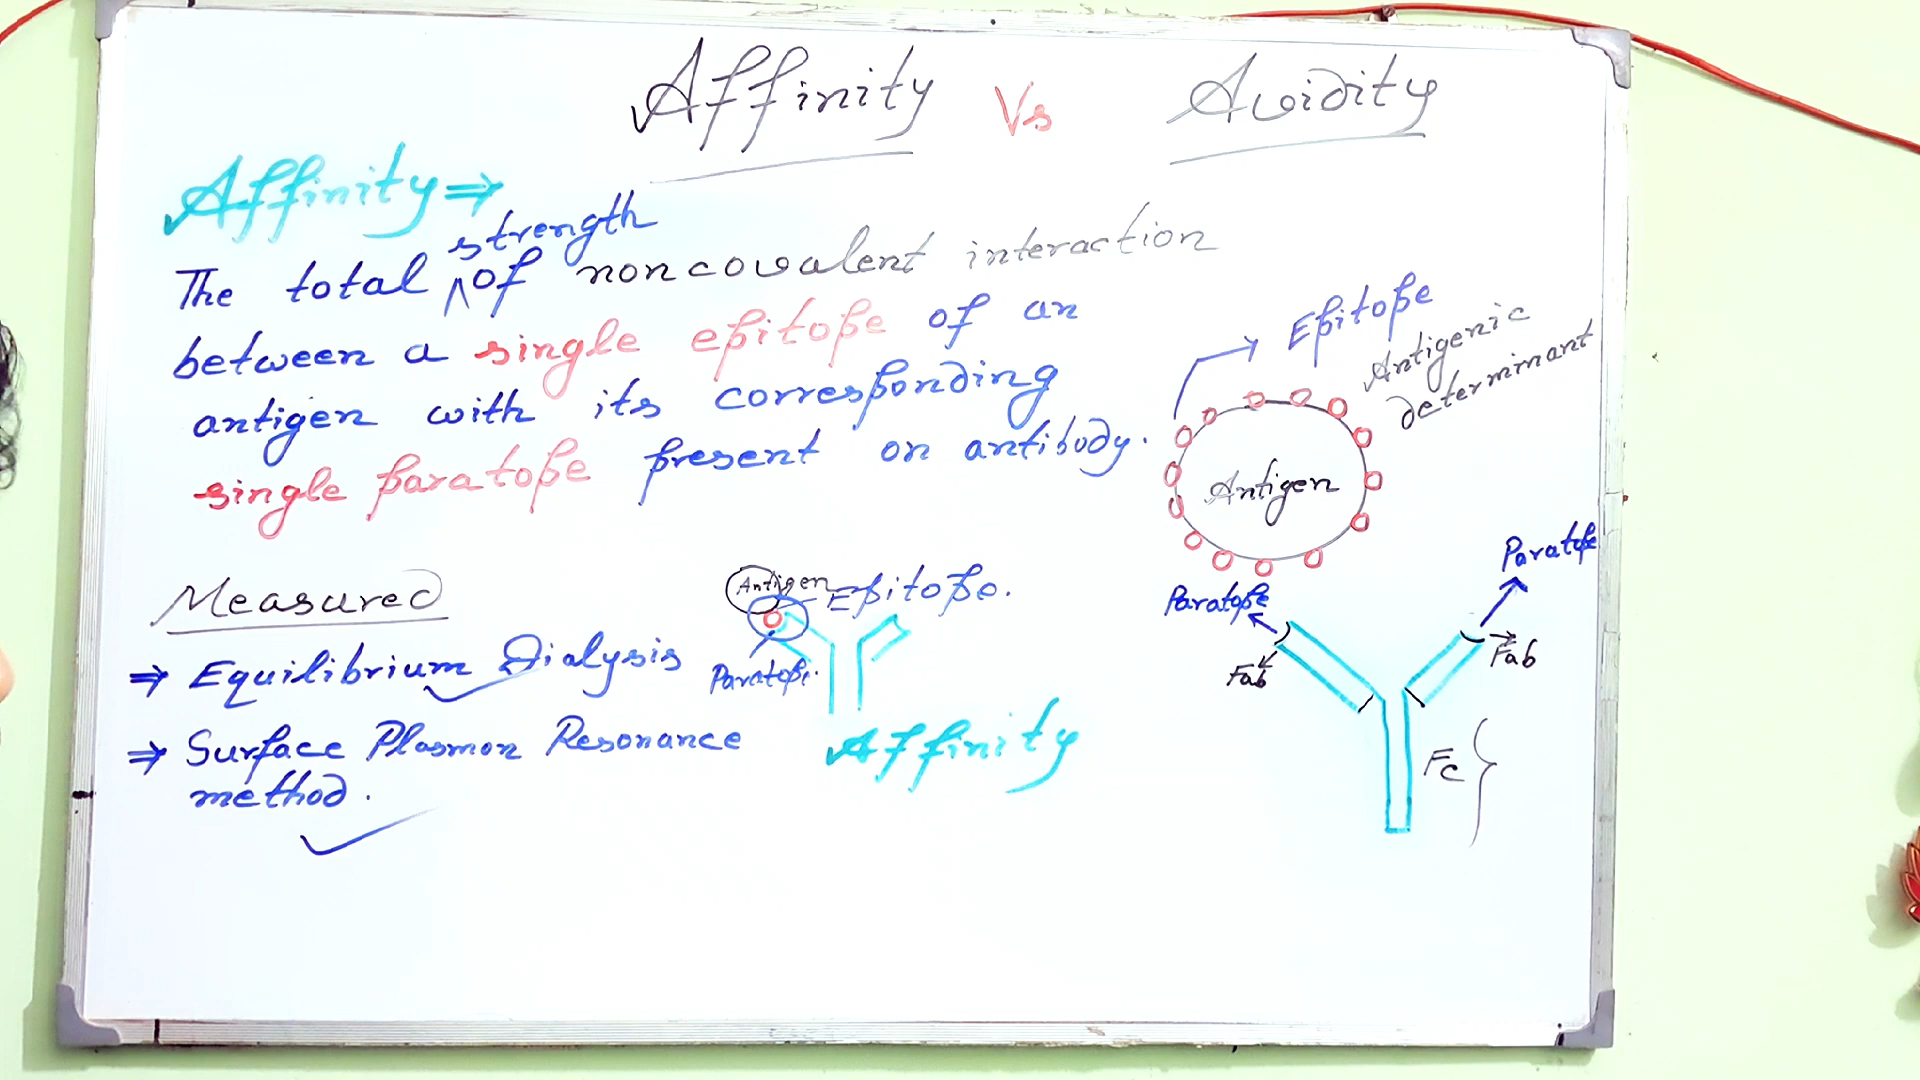 Affinity Vs Avidity
Affinity ⇒
strength
The total ^ of noncovalent interaction
between a single epitope of an
antigen with its corresponding
single paratope present on antibody.
Epitope
Antigenic
determinant
Antigen
Measured
⇒ Equilibrium Dialysis
⇒ Surface Plasmon Resonance
method.
Antigen
Epitope.
Paratope.
Affinity
Paratope
Paratope
Fab
Fab
Fc